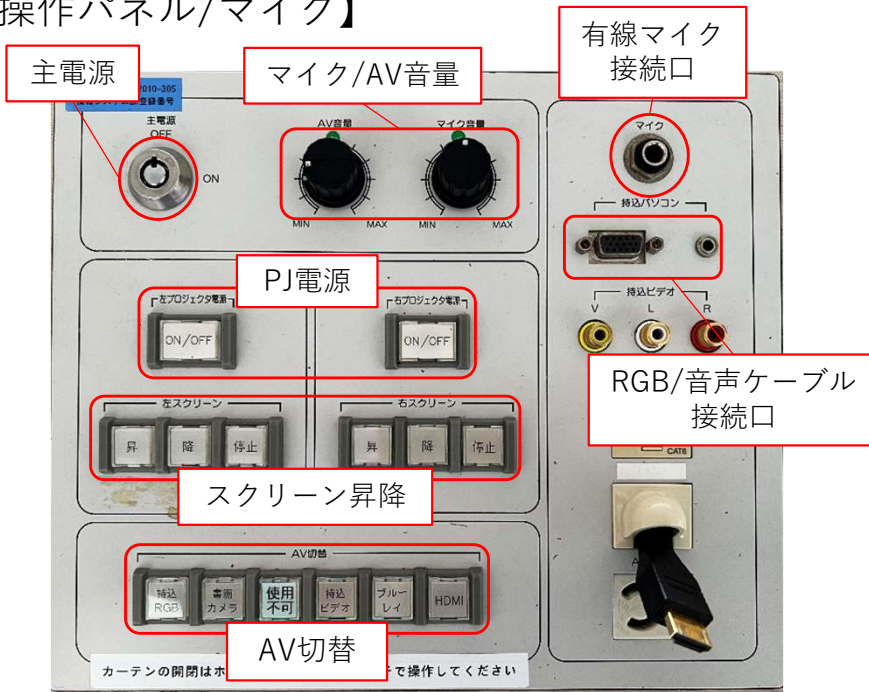 操作パネル/マイク】
主電源
マイク/AV音量
有線マイク
接続口
2010-305
登録番号
主電源
OFF
ON
AV音量
マイク音量
MIN
MAX
MIN
MAX
マイク
持込パソコン
持込ビデオ
V
L
R
PJ電源
左プロジェクタ電源
右プロジェクタ電源
ON/OFF
ON/OFF
RGB/音声ケーブル
接続口
CAT6
左スクリーン
右スクリーン
昇
降
停止
昇
降
停止
スクリーン昇降
AV切替
持込
RGB
書画
カメラ
使用
不可
持込
ビデオ
ブルー
レイ
HDMI
AV切替
カーテンの開閉はホ
で操作してください